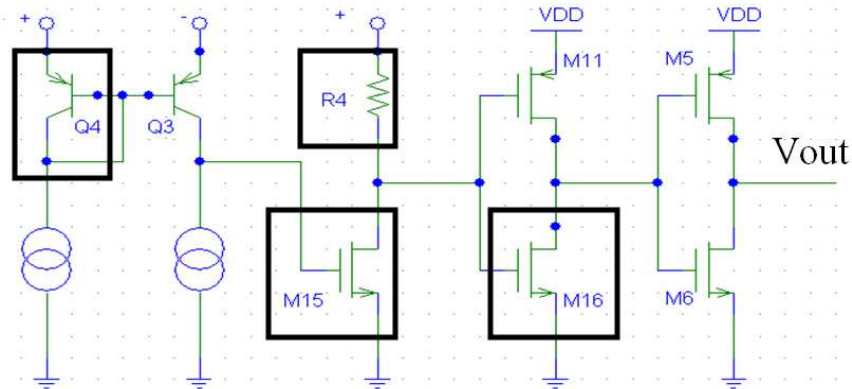 + - + VDD VDD
M11 M5
R4
Q4 Q3
Vout
M15 M16 M6